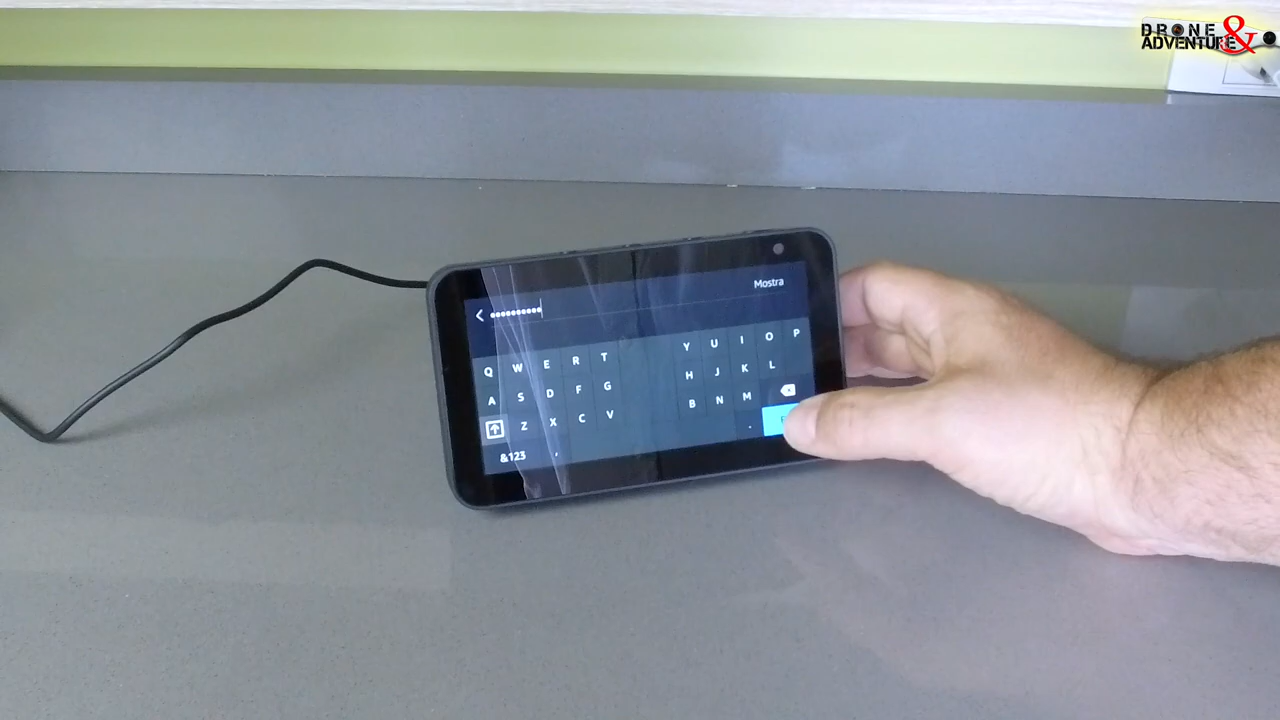 DRONE &
ADVENTURE
Mostra
••••••••••
Q W E R T Y U I O P
A S D F G H J K L
Z X C V B N M
&123 , .